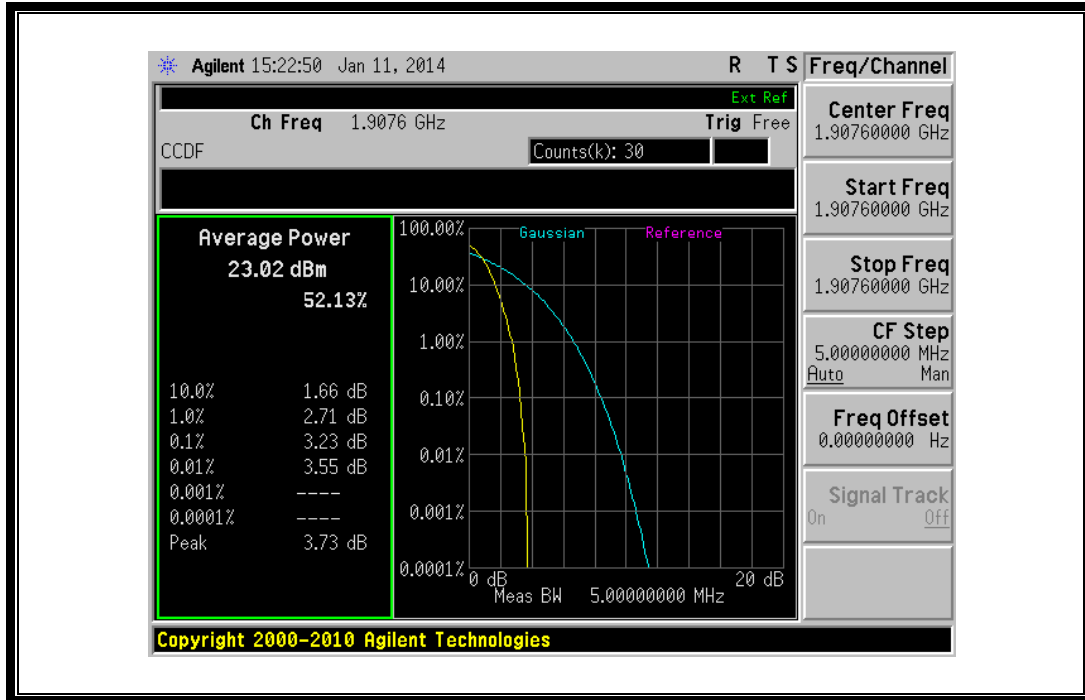 Agilent 15:22:50 Jan 11, 2014 R T S
Ext Ref
Ch Freq 1.9076 GHz Trig Free
CCDF Counts(k): 30
Average Power
23.02 dBm
52.13%
10.0% 1.66 dB
1.0% 2.71 dB
0.1% 3.23 dB
0.01% 3.55 dB
0.001% ----
0.0001% ----
Peak 3.73 dB
Gaussian Reference
100.00%
10.00%
1.00%
0.10%
0.01%
0.001%
0.0001%
0 dB 20 dB
Meas BW 5.00000000 MHz
Freq/Channel
Center Freq
1.90760000 GHz
Start Freq
1.90760000 GHz
Stop Freq
1.90760000 GHz
CF Step
5.00000000 MHz
Auto Man
Freq Offset
0.00000000 Hz
Signal Track
On Off
Copyright 2000-2010 Agilent Technologies